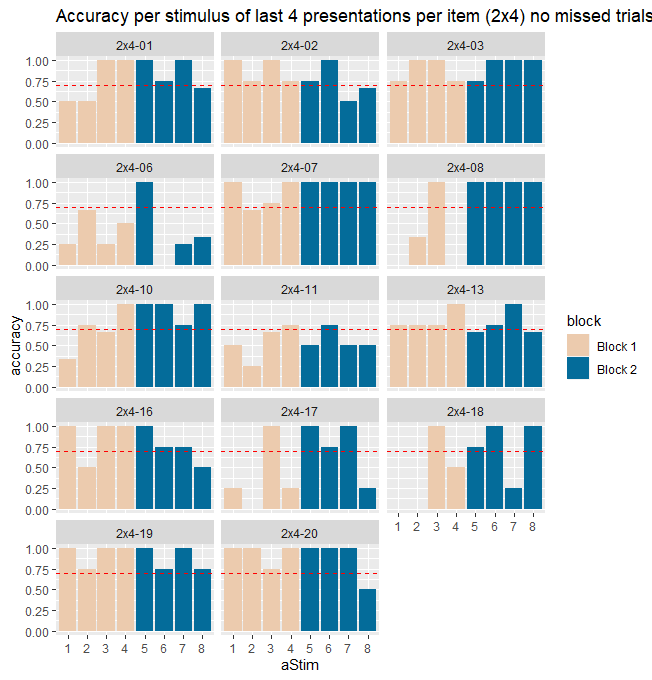 Accuracy per stimulus of last 4 presentations per item (2x4) no missed trials
2x4-01 2x4-02 2x4-03
1.00
0.75
0.50
0.25
0.00
2x4-06 2x4-07 2x4-08
1.00
0.75
0.50
0.25
0.00
2x4-10 2x4-11 2x4-13
1.00
0.75
0.50
0.25
0.00
accuracy
block
Block 1
Block 2
2x4-16 2x4-17 2x4-18
1.00
0.75
0.50
0.25
0.00
1 2 3 4 5 6 7 8
2x4-19 2x4-20
1.00
0.75
0.50
0.25
0.00
1 2 3 4 5 6 7 8 1 2 3 4 5 6 7 8
aStim